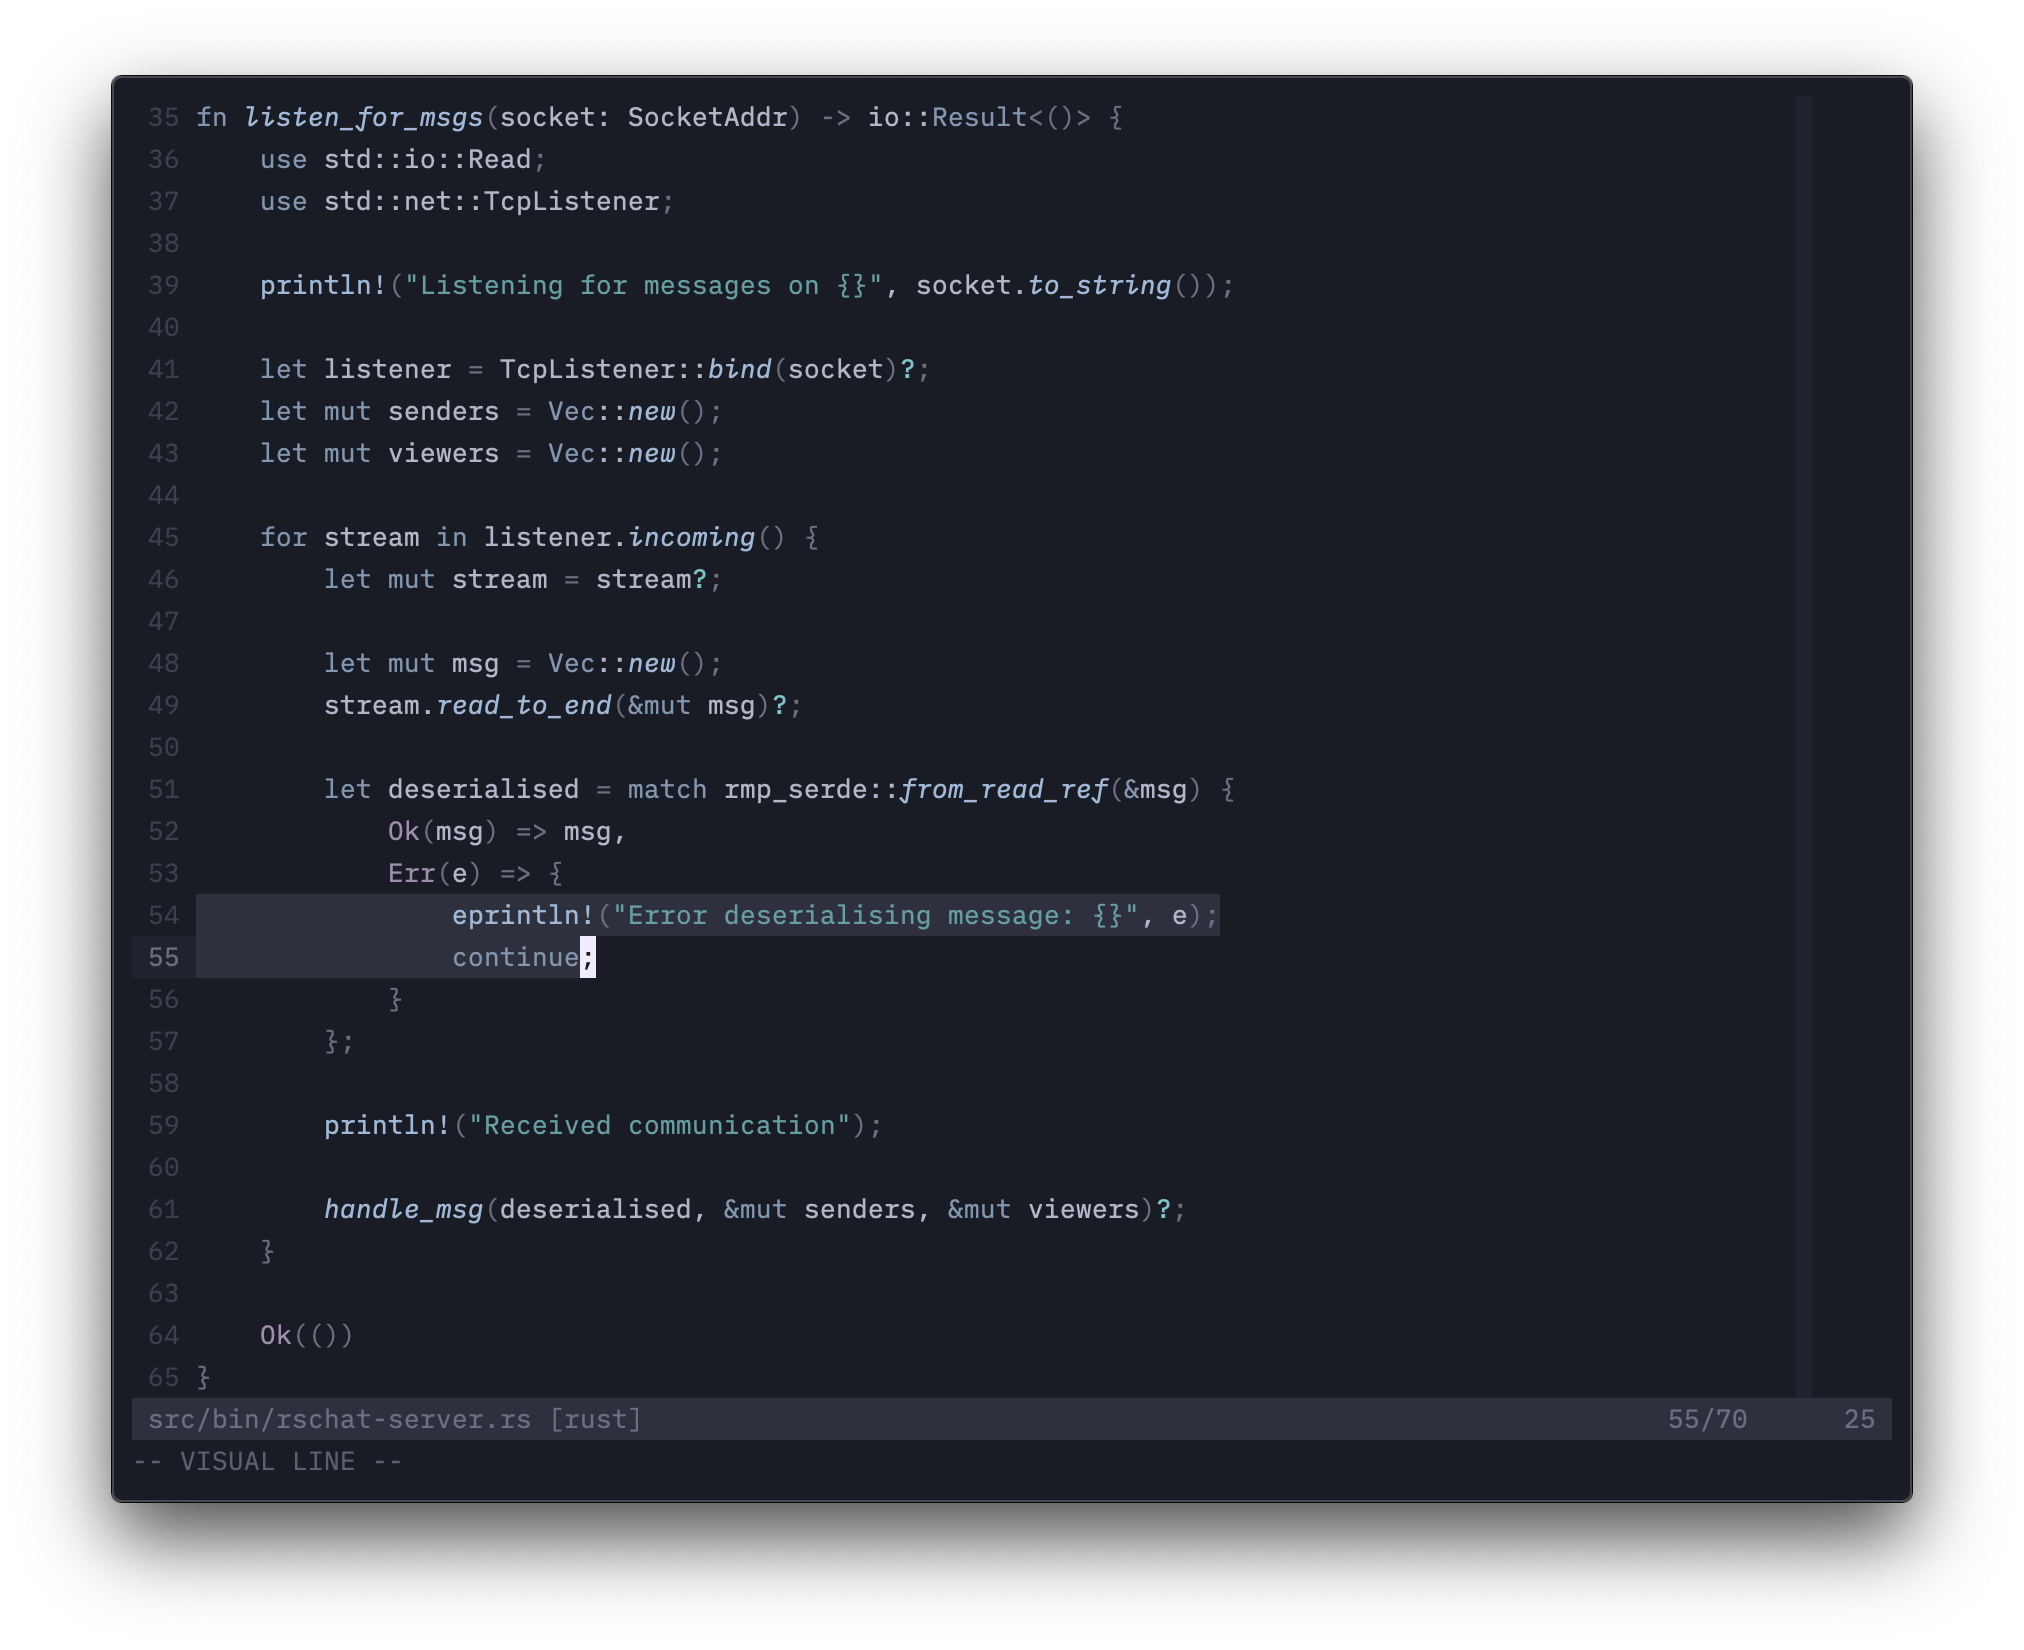 35 fn listen_for_msgs(socket: SocketAddr) -> io::Result<()> {
36     use std::io::Read;
37     use std::net::TcpListener;
38
39     println!("Listening for messages on {}", socket.to_string());
40
41     let listener = TcpListener::bind(socket)?;
42     let mut senders = Vec::new();
43     let mut viewers = Vec::new();
44
45     for stream in listener.incoming() {
46         let mut stream = stream?;
47
48         let mut msg = Vec::new();
49         stream.read_to_end(&mut msg)?;
50
51         let deserialised = match rmp_serde::from_read_ref(&msg) {
52             Ok(msg) => msg,
53             Err(e) => {
54                 eprintln!("Error deserialising message: {}", e);
55                 continue;
56             }
57         };
58
59         println!("Received communication");
60
61         handle_msg(deserialised, &mut senders, &mut viewers)?;
62     }
63
64     Ok(())
65 }
src/bin/rschat-server.rs [rust] 55/70 25
-- VISUAL LINE --